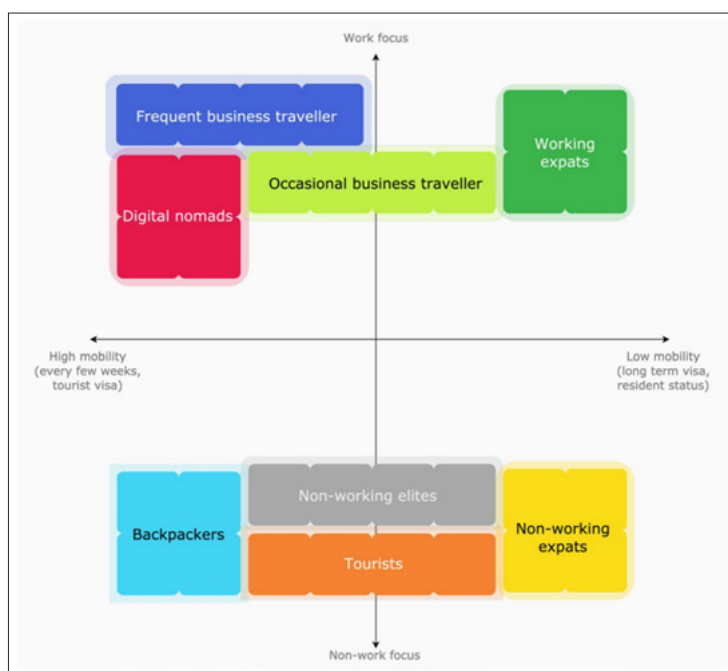 Work focus
Frequent business traveller
Working
expats
Occasional business traveller
Digital nomads
High mobility
(every few weeks,
tourist visa)
Low mobility
(long term visa,
resident status)
Non-working elites
Backpackers
Non-working
expats
Tourists
Non-work focus